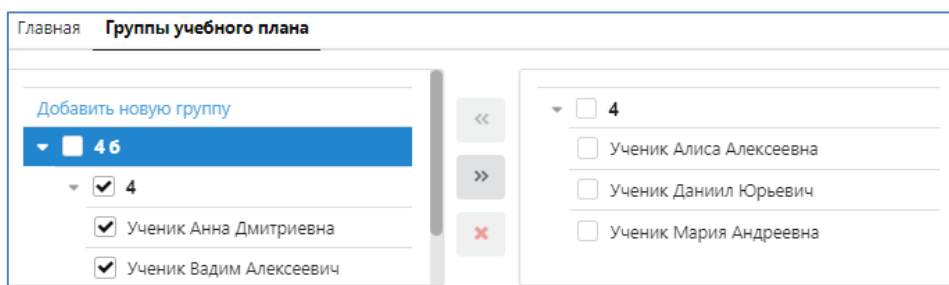 Главная Группы учебного плана
Добавить новую группу
4 б
4
Ученик Анна Дмитриевна
Ученик Вадим Алексеевич
4
Ученик Алиса Алексеевна
Ученик Даниил Юрьевич
Ученик Мария Андреевна